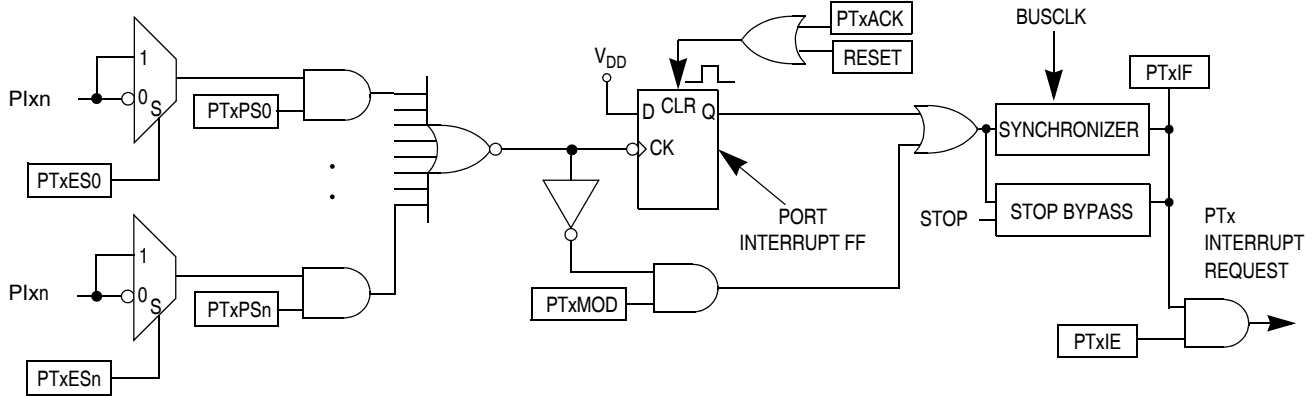 PIxn
1
0
S
PTxES0
PTxPS0
PIxn
1
0
S
PTxESn
PTxPSn
VDD
D
CLR
Q
CK
PTxACK
RESET
PORT
INTERRUPT FF
PTxMOD
BUSCLK
SYNCHRONIZER
STOP BYPASS
STOP
PTxIF
PTx
INTERRUPT
REQUEST
PTxIE